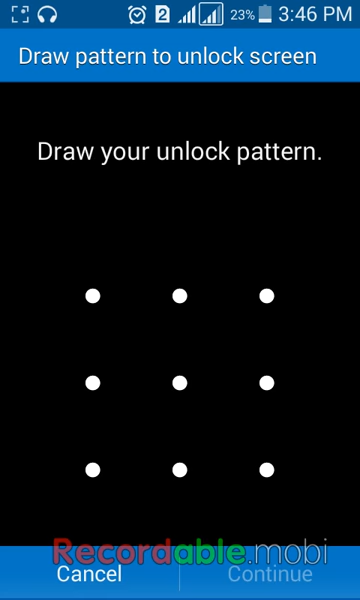 2 23% 3:46 PM
Draw pattern to unlock screen
Draw your unlock pattern.
Recordable.mobi
Cancel Continue